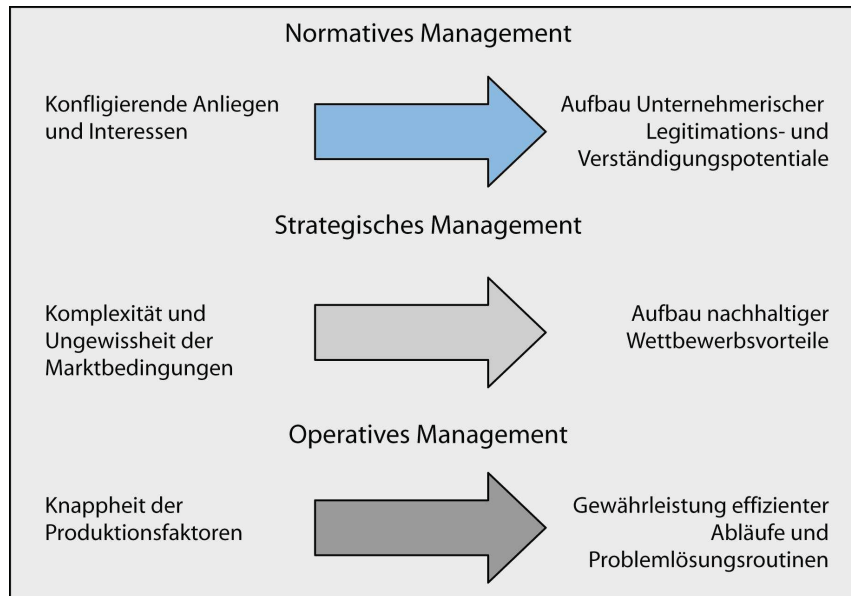 Normatives Management
Konfligierende Anliegen
und Interessen
Aufbau Unternehmerischer
Legitimations- und
Verständigungspotentiale
Strategisches Management
Komplexität und
Ungewissheit der
Marktbedingungen
Aufbau nachhaltiger
Wettbewerbsvorteile
Operatives Management
Knappheit der
Produktionsfaktoren
Gewährleistung effizienter
Abläufe und
Problemlösungsroutinen